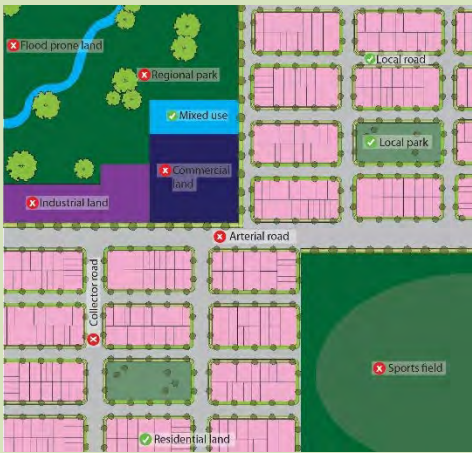 Flood prone land
Regional park
Local road
Mixed use
Local park
Commercial
land
Industrial land
Arterial road
Collector road
Sports field
Residential land